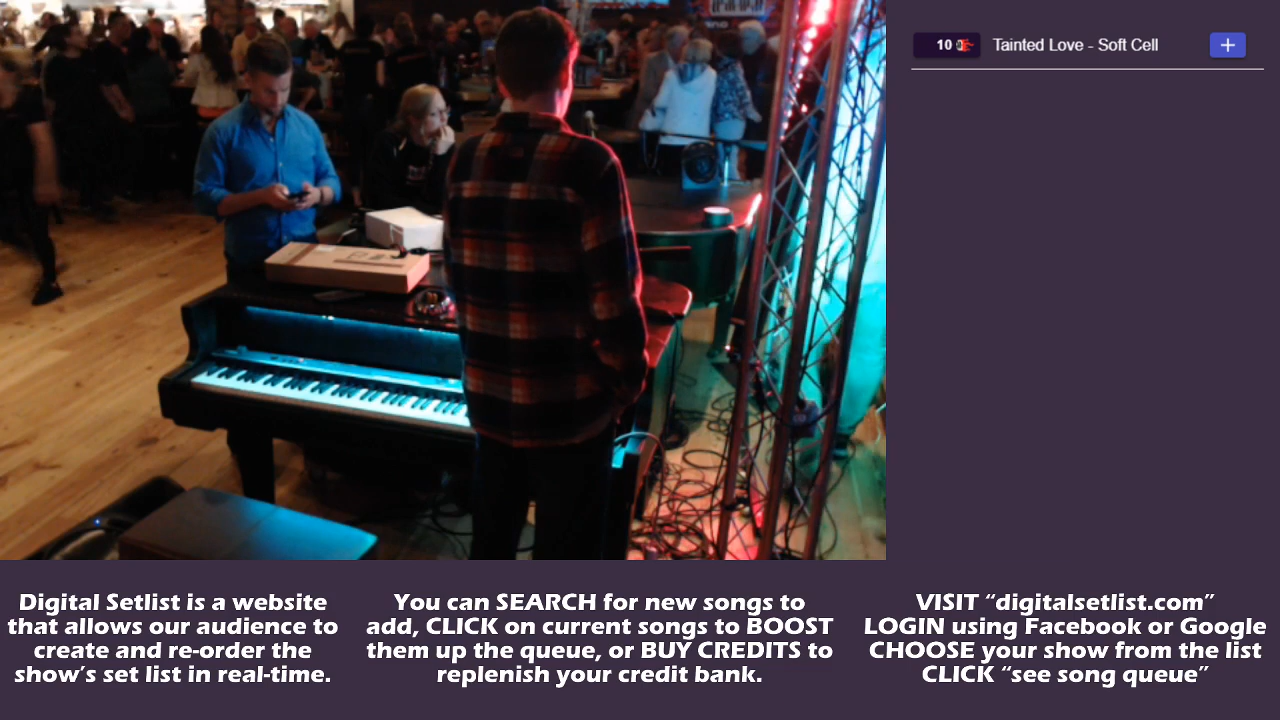 10 Tainted Love - Soft Cell +
Digital Setlist is a website
that allows our audience to
create and re-order the
show's set list in real-time.
You can SEARCH for new songs to
add, CLICK on current songs to BOOST
them up the queue, or BUY CREDITS to
replenish your credit bank.
VISIT “digitalsetlist.com”
LOGIN using Facebook or Google
CHOOSE your show from the list
CLICK “see song queue”